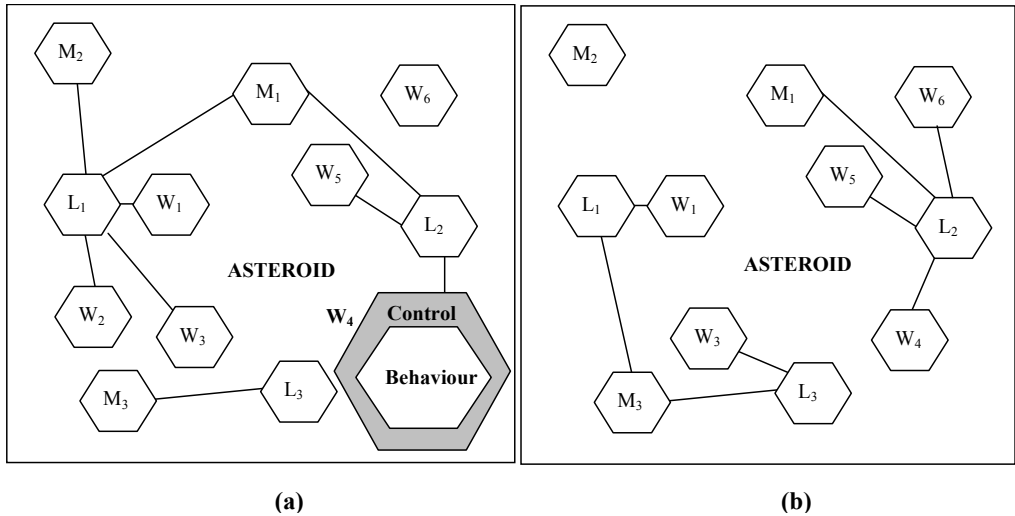 M₂
M₁
W₆
W₅
L₁
W₁
L₂
ASTEROID
W₂
W₃
W₄
Control
Behaviour
M₃
L₃
(a)
M₂
M₁
W₆
W₅
L₁
W₁
L₂
ASTEROID
W₃
W₄
M₃
L₃
(b)